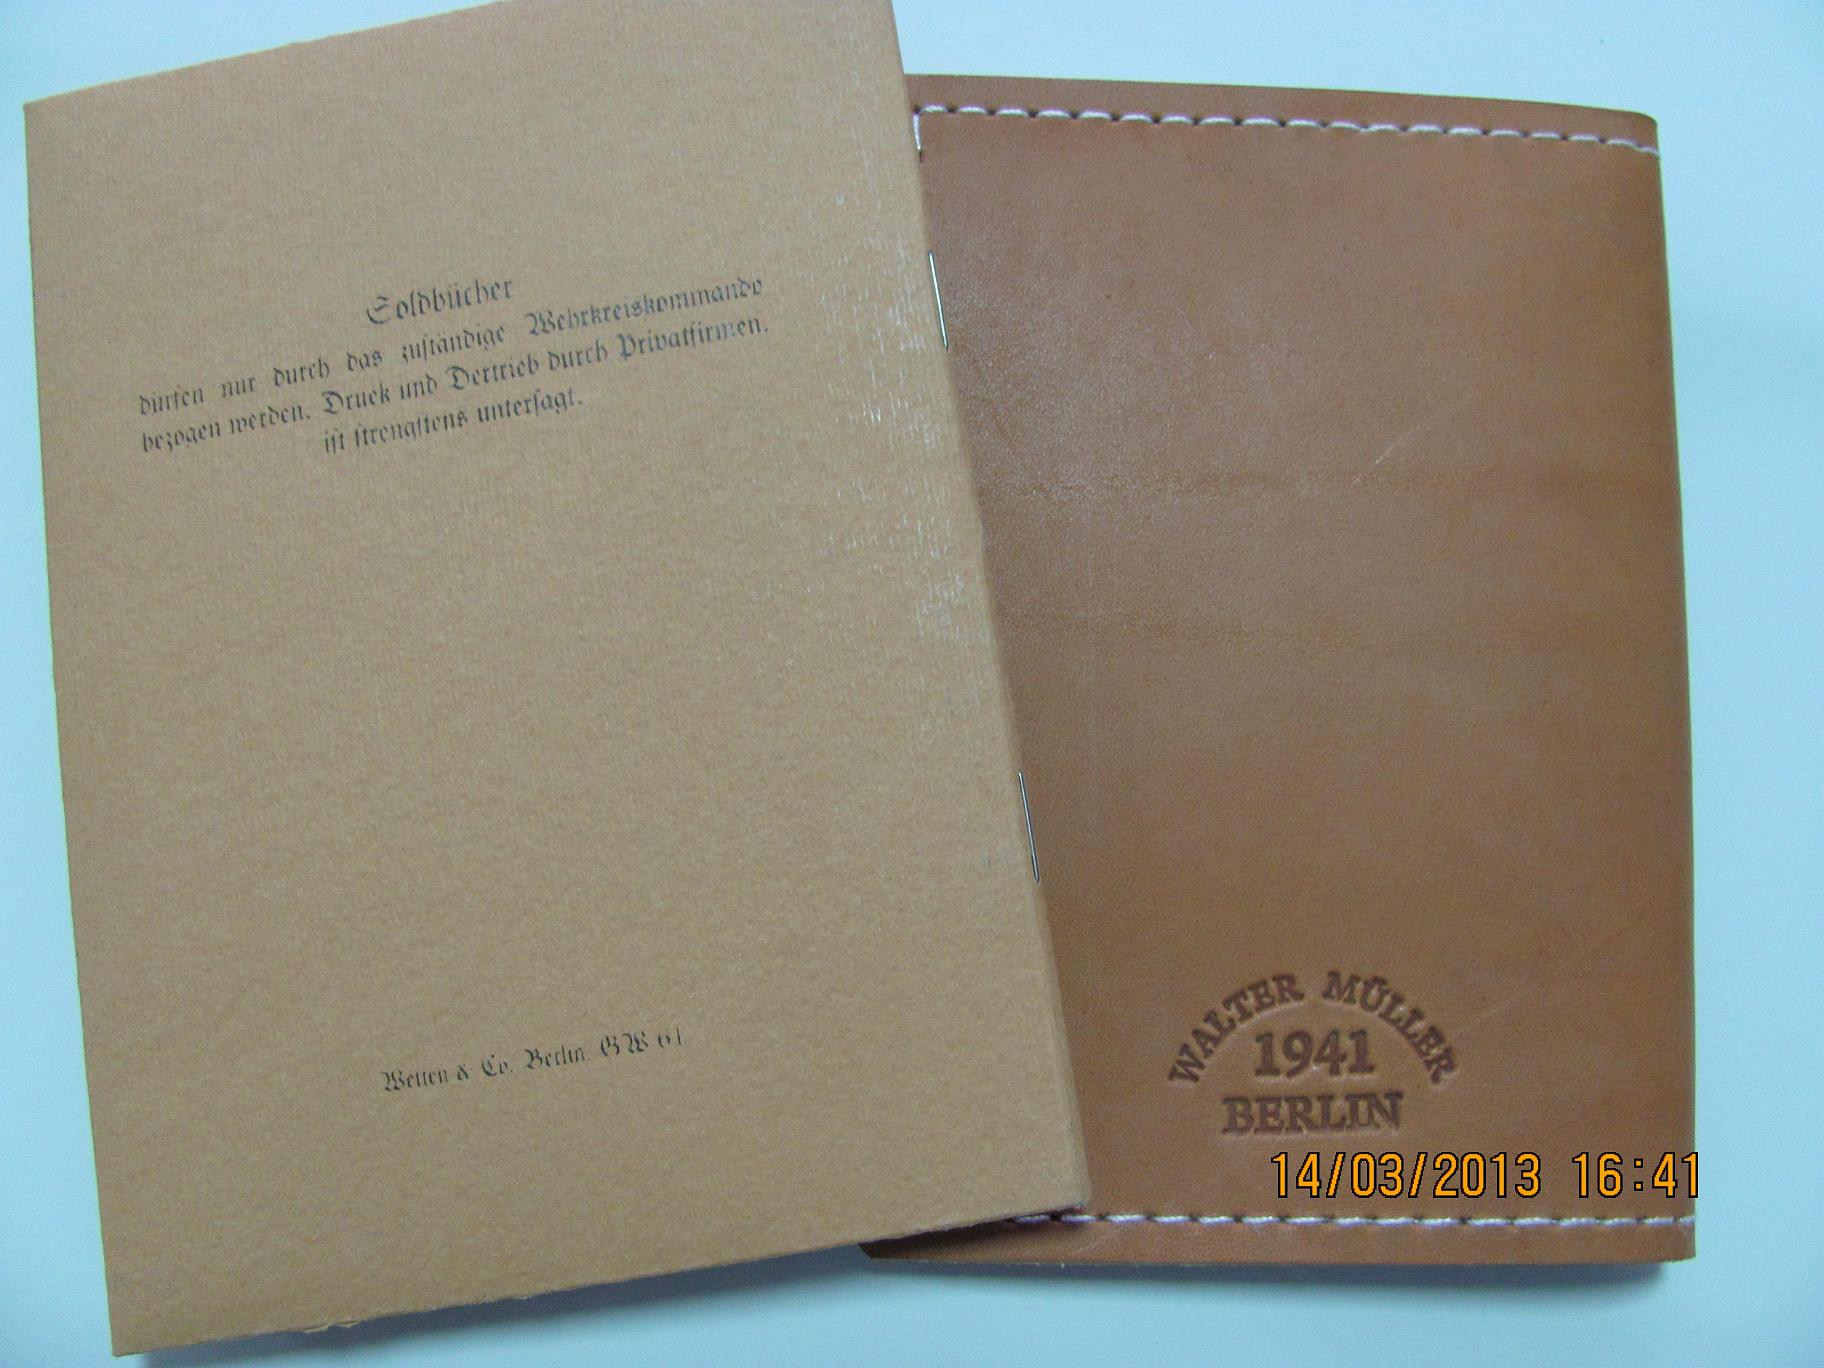 Soldbücher
dürfen nur durch das zuständige Wehrkreiskommando
bezogen werden. Druck und Vertrieb durch Privatfirmen.
ist strengstens untersagt.
Wetten & Co. Berlin. GW 61
WALTER MÜLLER
1941
BERLIN
14/03/2013 16:41